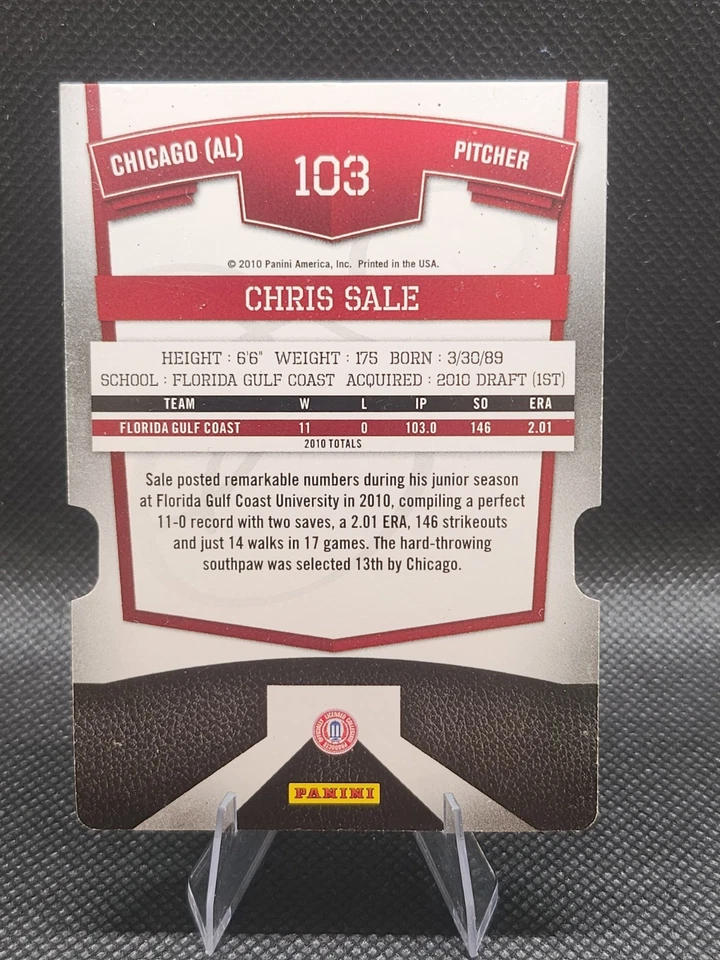 CHICAGO (AL)
103
PITCHER
© 2010 Panini America, Inc. Printed in the USA.
CHRIS SALE
HEIGHT : 6'6" WEIGHT : 175 BORN : 3/30/89
SCHOOL : FLORIDA GULF COAST ACQUIRED : 2010 DRAFT (1ST)
TEAM W L IP SO ERA
FLORIDA GULF COAST 11 0 103.0 146 2.01
2010 TOTALS
Sale posted remarkable numbers during his junior season
at Florida Gulf Coast University in 2010, compiling a perfect
11-0 record with two saves, a 2.01 ERA, 146 strikeouts
and just 14 walks in 17 games. The hard-throwing
southpaw was selected 13th by Chicago.
OFFICIALLY LICENSED COLLEGIATE PRODUCTS
PANINI